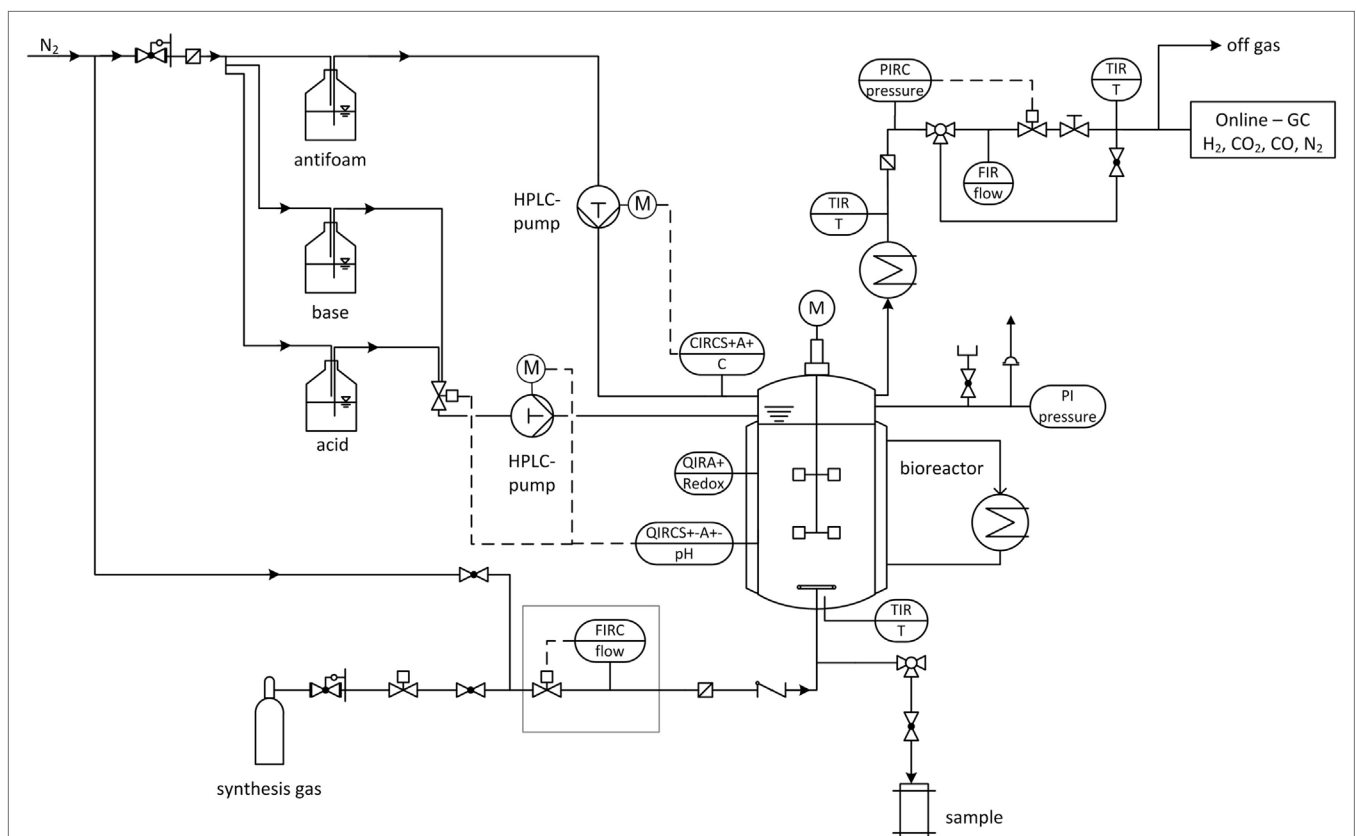 N₂
antifoam
base
acid
HPLC-
pump
M
HPLC-
pump
M
CIRCS+A+
C
M
QIRA+
Redox
QIRCS+-A+-
pH
bioreactor
TIR
T
PI
pressure
TIR
T
PIRC
pressure
FIR
flow
TIR
T
off gas
Online – GC
H₂, CO₂, CO, N₂
FIRC
flow
synthesis gas
sample